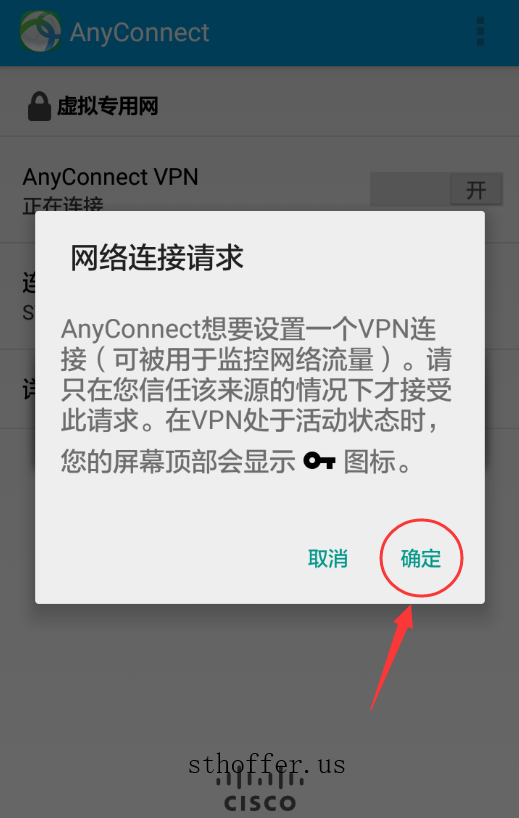 AnyConnect
虚拟专用网
AnyConnect VPN
开
正在连接
网络连接请求
AnyConnect想要设置一个VPN连
接（可被用于监控网络流量）。请
只在您信任该来源的情况下才接受
此请求。在VPN处于活动状态时，
您的屏幕顶部会显示 图标。
取消
确定
sthoffer.us
CISCO